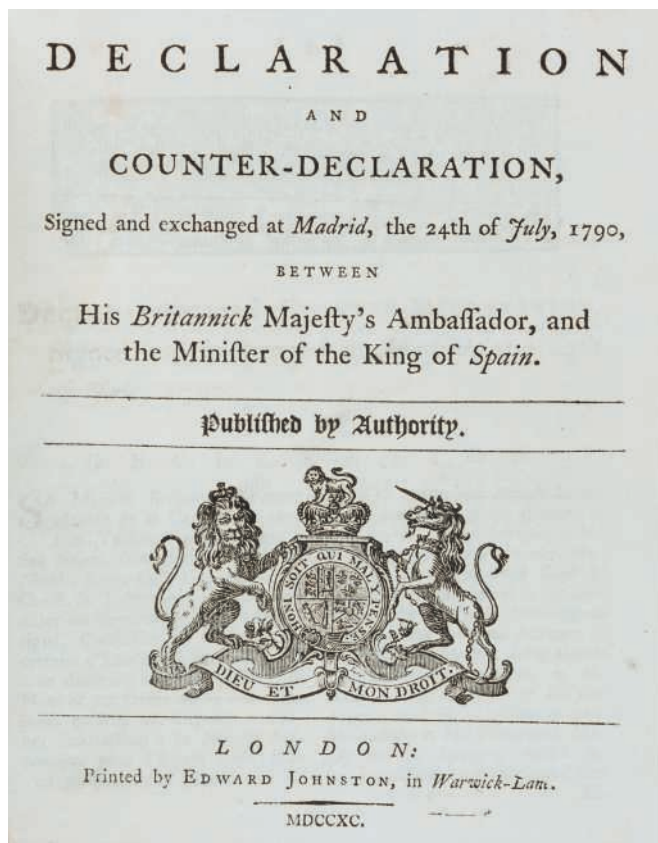 DECLARATION
AND
COUNTER-DECLARATION,
Signed and exchanged at Madrid, the 24th of July, 1790,
BETWEEN
His Britannick Majeſty's Ambaſſador, and
the Miniſter of the King of Spain.
Publiſhed by Authority.
HONI SOIT QUI MAL Y PENSE
DIEU ET MON DROIT.
LONDON:
Printed by EDWARD JOHNSTON, in Warwick-Lane.
MDCCXC.